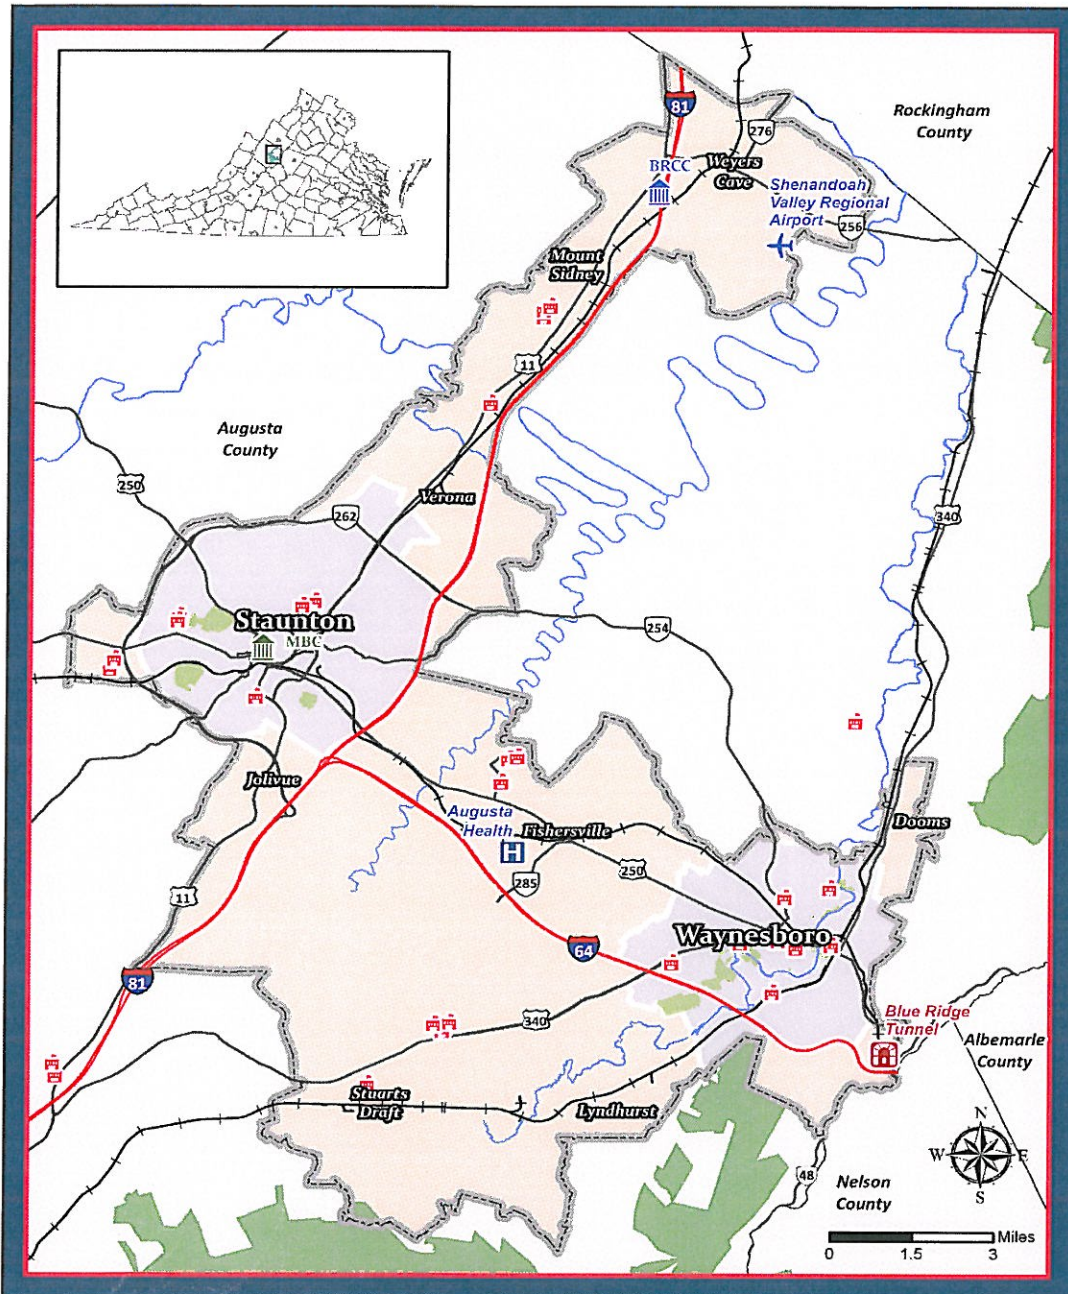 81
Rockingham
County
276
BRCC
Weyers
Cave
Shenandoah
Valley Regional
Airport
256
Mount
Sidney
11
Augusta
County
250
Verona
262
340
Staunton
MBC
254
Jolivue
Augusta
Health
H
Fishersville
Dooms
285
250
11
Waynesboro
64
81
340
Blue Ridge
Tunnel
Albemarle
County
Stuarts
Draft
Lyndhurst
N
W
E
S
48
Nelson
County
Miles
0
1.5
3